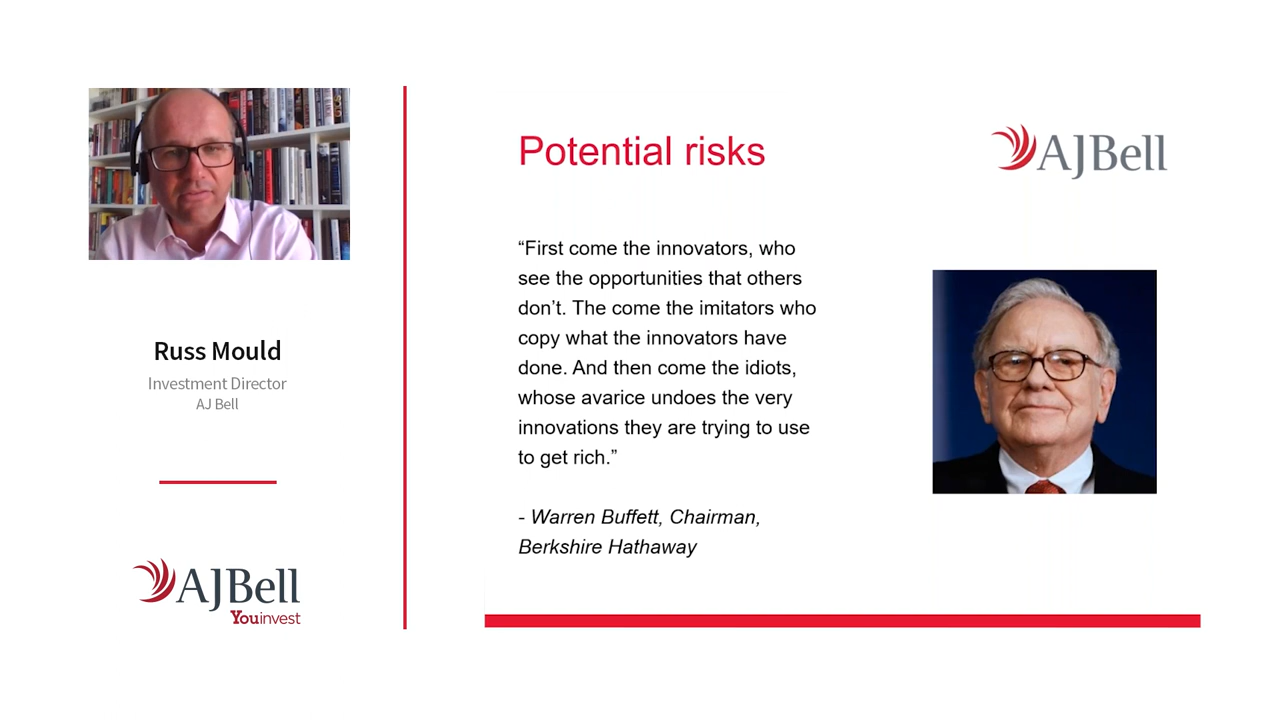 Russ Mould
Investment Director
AJ Bell
AJBell
Youinvest
Potential risks
AJBell
“First come the innovators, who
see the opportunities that others
don’t. The come the imitators who
copy what the innovators have
done. And then come the idiots,
whose avarice undoes the very
innovations they are trying to use
to get rich.”
- Warren Buffett, Chairman,
Berkshire Hathaway